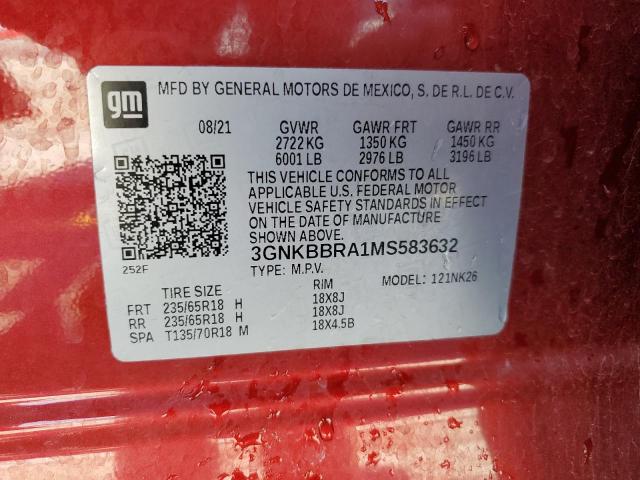 gm
MFD BY GENERAL MOTORS DE MEXICO, S. DE R.L. DE C.V.
08/21 GVWR GAWR FRT GAWR RR
2722 KG 1350 KG 1450 KG
6001 LB 2976 LB 3196 LB
THIS VEHICLE CONFORMS TO ALL
APPLICABLE U.S. FEDERAL MOTOR
VEHICLE SAFETY STANDARDS IN EFFECT
ON THE DATE OF MANUFACTURE
SHOWN ABOVE.
3GNKBBRA1MS583632
252F TYPE: M.P.V. MODEL: 121NK26
TIRE SIZE RIM
FRT 235/65R18 H 18X8J
RR 235/65R18 H 18X8J
SPA T135/70R18 M 18X4.5B